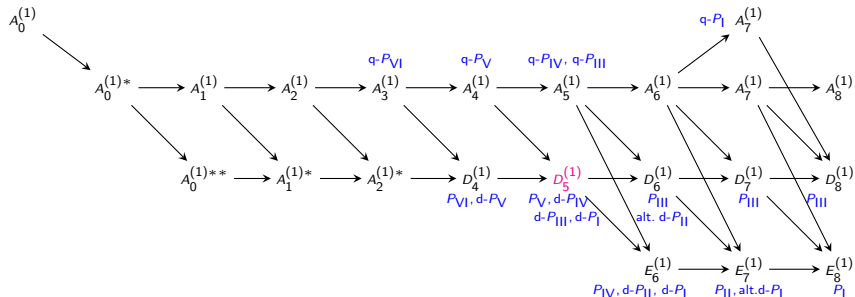 A_0^{(1)} q-P_I A_7^{(1)}
q-P_VI q-P_V q-P_IV, q-P_III
A_0^{(1)*} A_1^{(1)} A_2^{(1)} A_3^{(1)} A_4^{(1)} A_5^{(1)} A_6^{(1)} A_7^{(1)} A_8^{(1)}
A_0^{(1)**} A_1^{(1)*} A_2^{(1)*} D_4^{(1)} D_5^{(1)} D_6^{(1)} D_7^{(1)} D_8^{(1)}
P_VI, d-P_V P_V, d-P_IV P_III P_III P_III
d-P_III, d-P_I alt. d-P_II
E_6^{(1)} E_7^{(1)} E_8^{(1)}
P_IV, d-P_II, d-P_I P_II, alt.d-P_I P_I